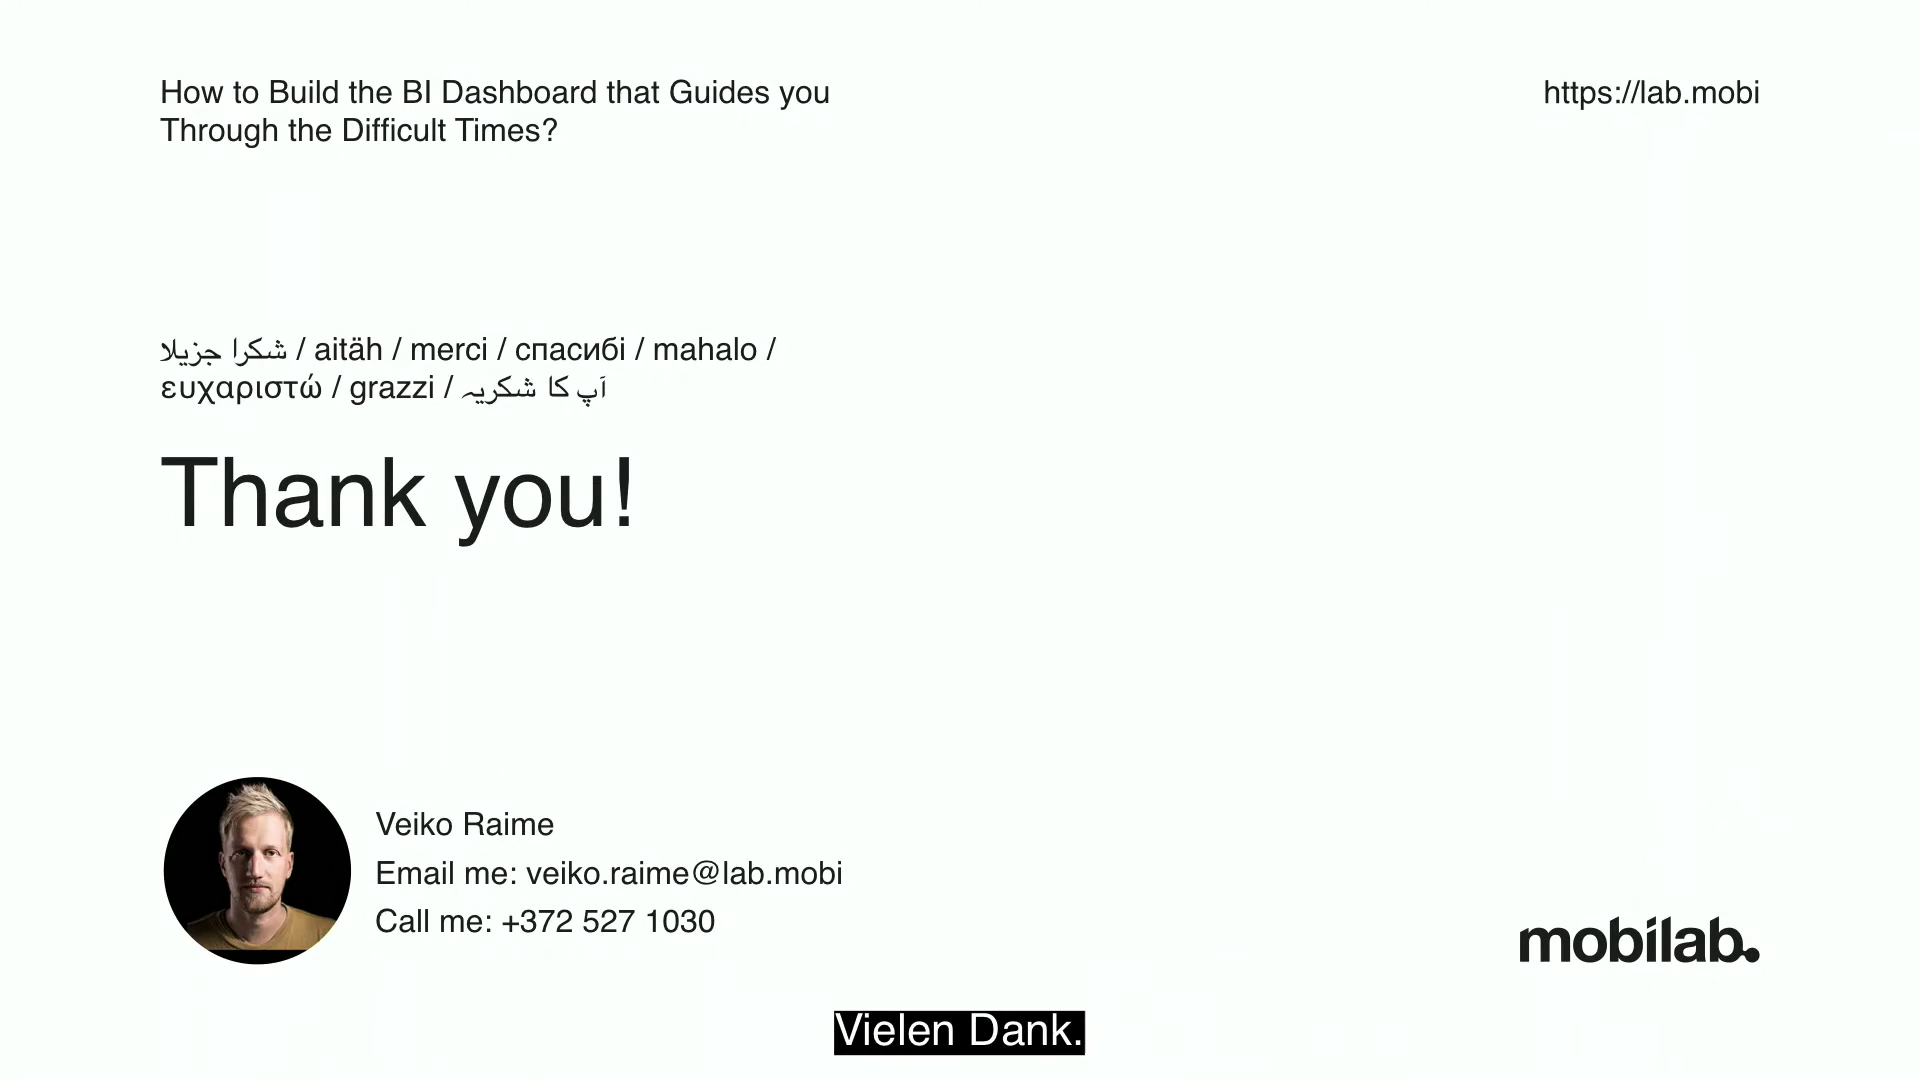 How to Build the BI Dashboard that Guides you
Through the Difficult Times?
https://lab.mobi
شكرا جزيلا / aitäh / merci / спасибі / mahalo /
ευχαριστώ / grazzi / آپ کا شکریہ
Thank you!
Veiko Raime
Email me: veiko.raime@lab.mobi
Call me: +372 527 1030
mobilab.
Vielen Dank.